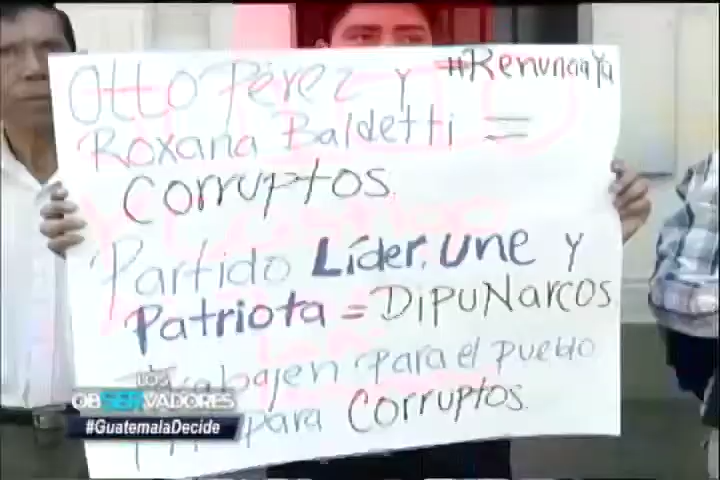 Otto Pérez y #RenunciaYa
Roxana Baldetti =
Corruptos.
Partido Líder, Une y
Patriota = DipuNarcos
Trabajen para el pueblo
para Corruptos.
LOS
OBSERVADORES
#GuatemalaDecide